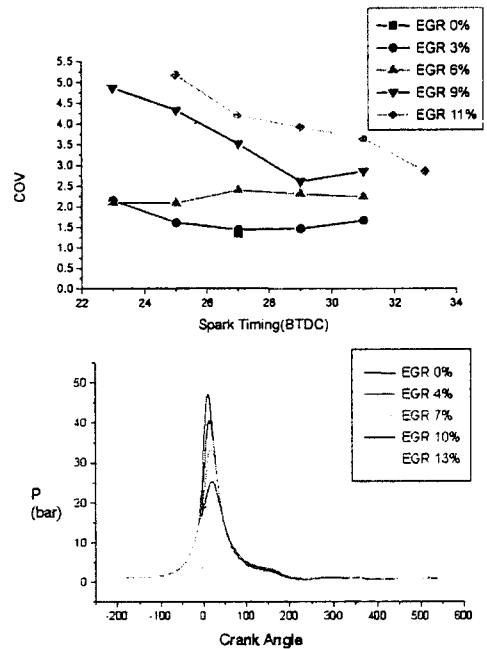 EGR 0%
EGR 3%
EGR 6%
EGR 9%
EGR 11%
5.5
5.0
4.5
4.0
3.5
3.0
2.5
2.0
1.5
1.0
0.5
0.0
COV
22 24 26 28 30 32 34
Spark Timing(BTDC)
EGR 0%
EGR 4%
EGR 7%
EGR 10%
EGR 13%
50
40
30
20
10
0
P
(bar)
-200 -100 0 100 200 300 400 500 600
Crank Angle